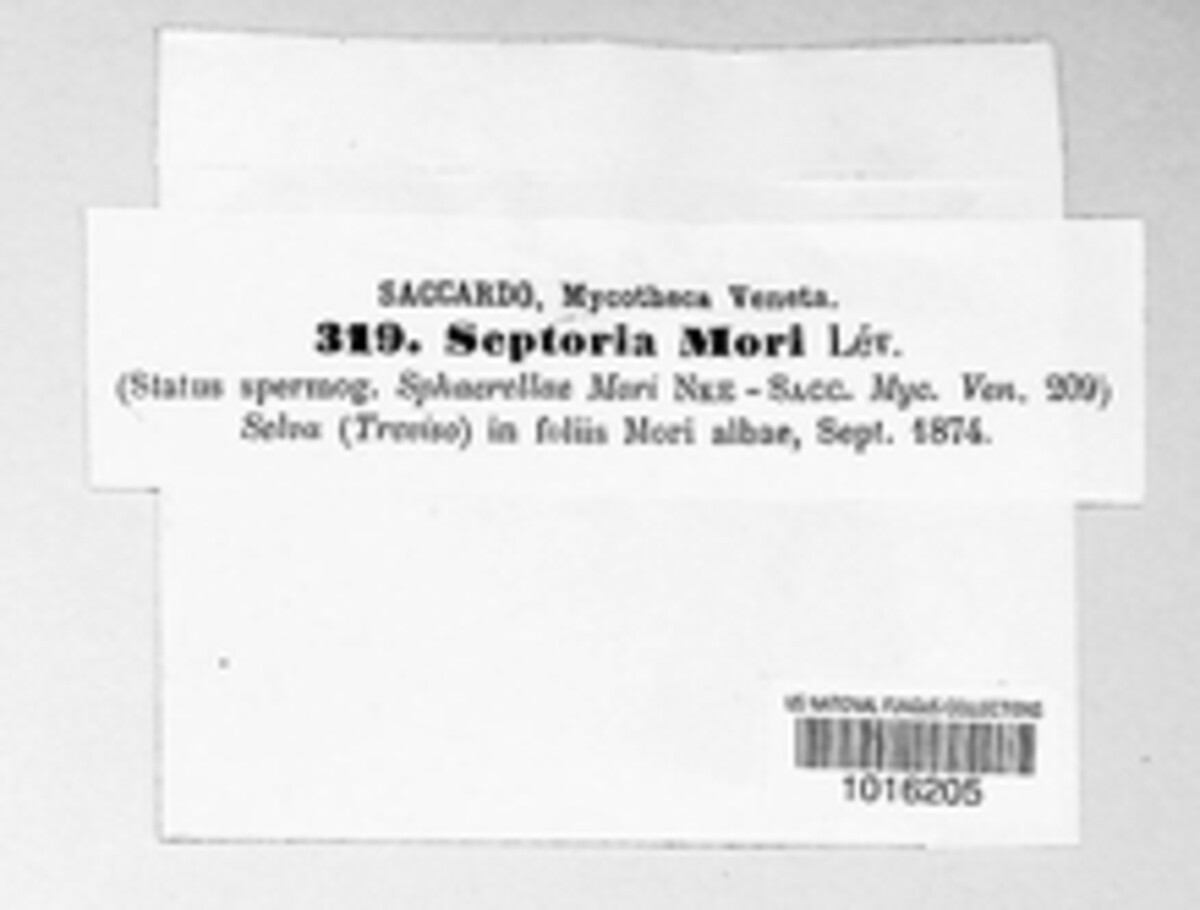 SACCARDO, Mycotheca Veneta.
319. Septoria Mori Lév.
(Status spermog. Sphaerellae Mori NKE – SACC. Myc. Ven. 209)
Selva (Treviso) in foliis Mori albae, Sept. 1874.
US NATIONAL FUNGUS COLLECTIONS
1016205